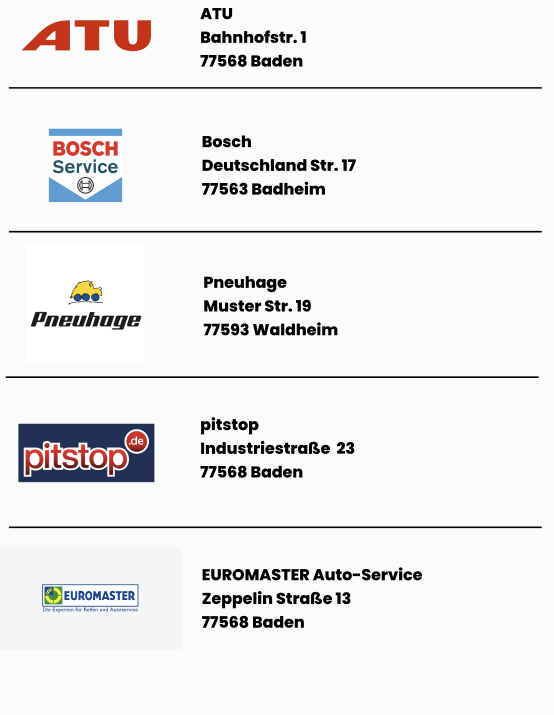 ATU
ATU
Bahnhofstr. 1
77568 Baden
BOSCH
Service
Bosch
Deutschland Str. 17
77563 Badheim
Pneuhage
Pneuhage
Muster Str. 19
77593 Waldheim
pitstop
.de
pitstop
Industriestraße 23
77568 Baden
EUROMASTER
Die Experten für Reifen und Autoservice
EUROMASTER Auto-Service
Zeppelin Straße 13
77568 Baden